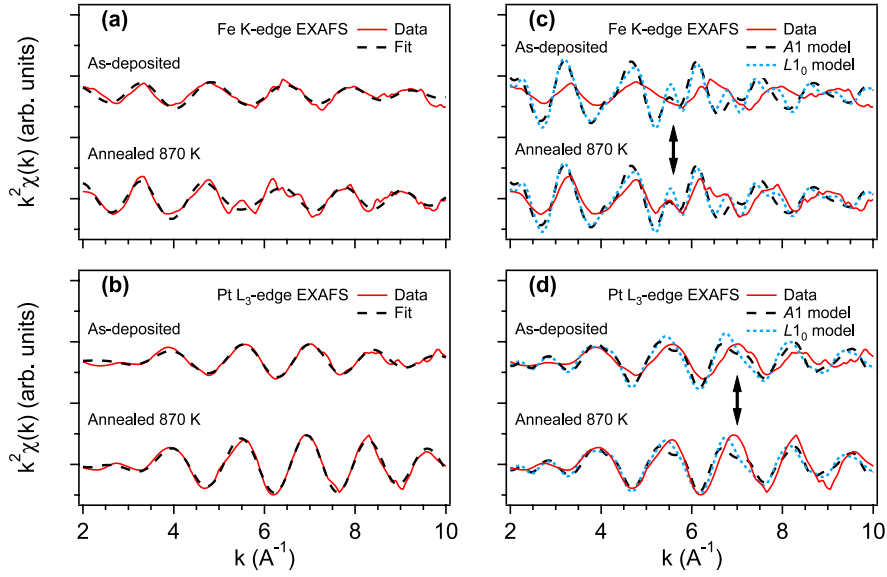 (a)
Fe K-edge EXAFS
Data
Fit
As-deposited
Annealed 870 K
k²χ(k) (arb. units)
(c)
Fe K-edge EXAFS
Data
A1 model
L1₀ model
As-deposited
Annealed 870 K
(b)
Pt L₃-edge EXAFS
Data
Fit
As-deposited
Annealed 870 K
k²χ(k) (arb. units)
2 4 6 8 10
k (A⁻¹)
(d)
Pt L₃-edge EXAFS
Data
A1 model
L1₀ model
As-deposited
Annealed 870 K
2 4 6 8 10
k (A⁻¹)